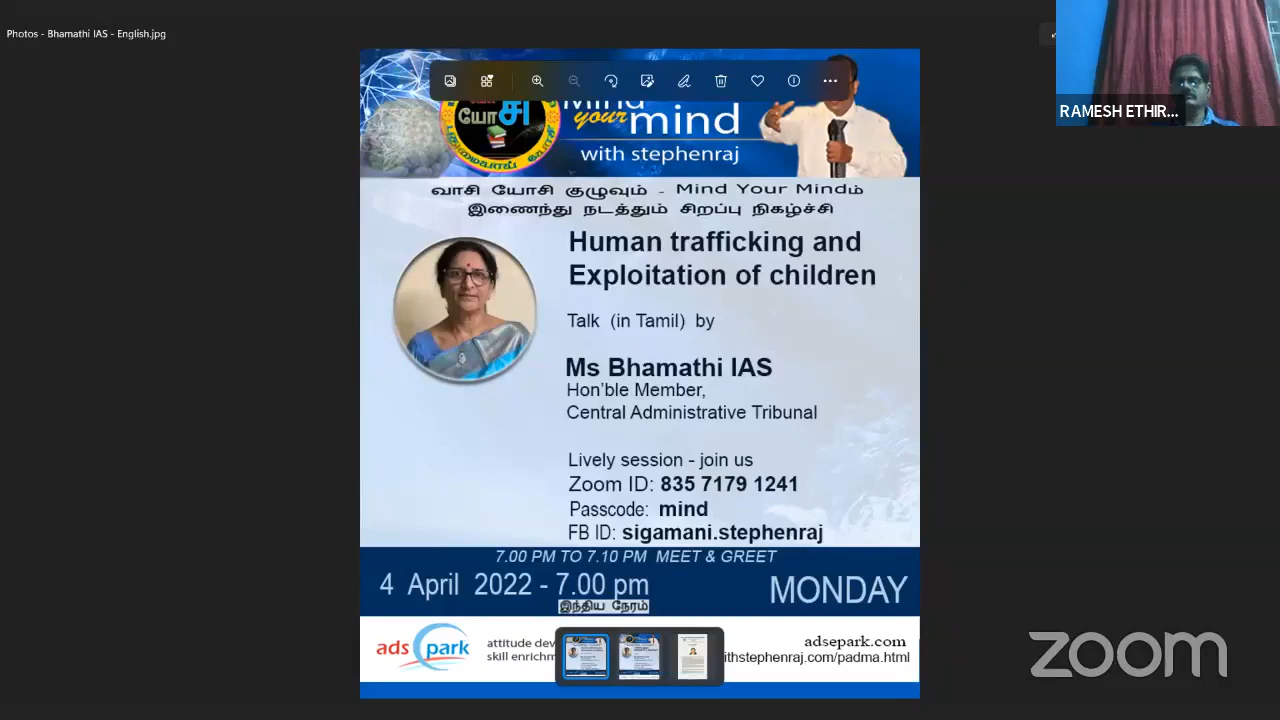 Photos - Bhamathi IAS - English.jpg
RAMESH ETHIR...
யோசி
your mind
with stephenraj
வாசி யோசி குழுவும் - Mind Your Mindம்
இணைந்து நடத்தும் சிறப்பு நிகழ்ச்சி
Human trafficking and
Exploitation of children
Talk (in Tamil) by
Ms Bhamathi IAS
Hon'ble Member,
Central Administrative Tribunal
Lively session - join us
Zoom ID: 835 7179 1241
Passcode: mind
FB ID: sigamani.stephenraj
7.00 PM TO 7.10 PM MEET & GREET
4 April 2022 - 7.00 pm
MONDAY
இந்திய நேரம்
ads park
attitude
skill
adsepark.com
ithstephenraj.com/padma.html
zoom